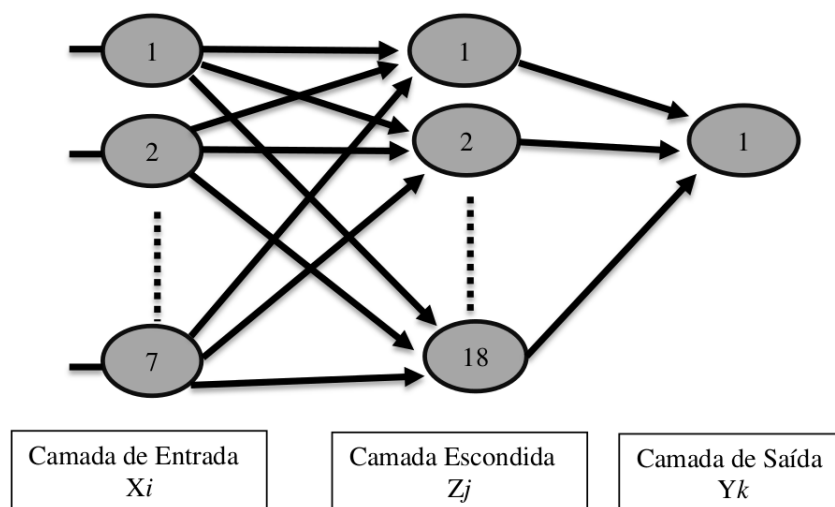 1
1
2
2
1
7
18
Camada de Entrada
Xi
Camada Escondida
Zj
Camada de Saída
Yk